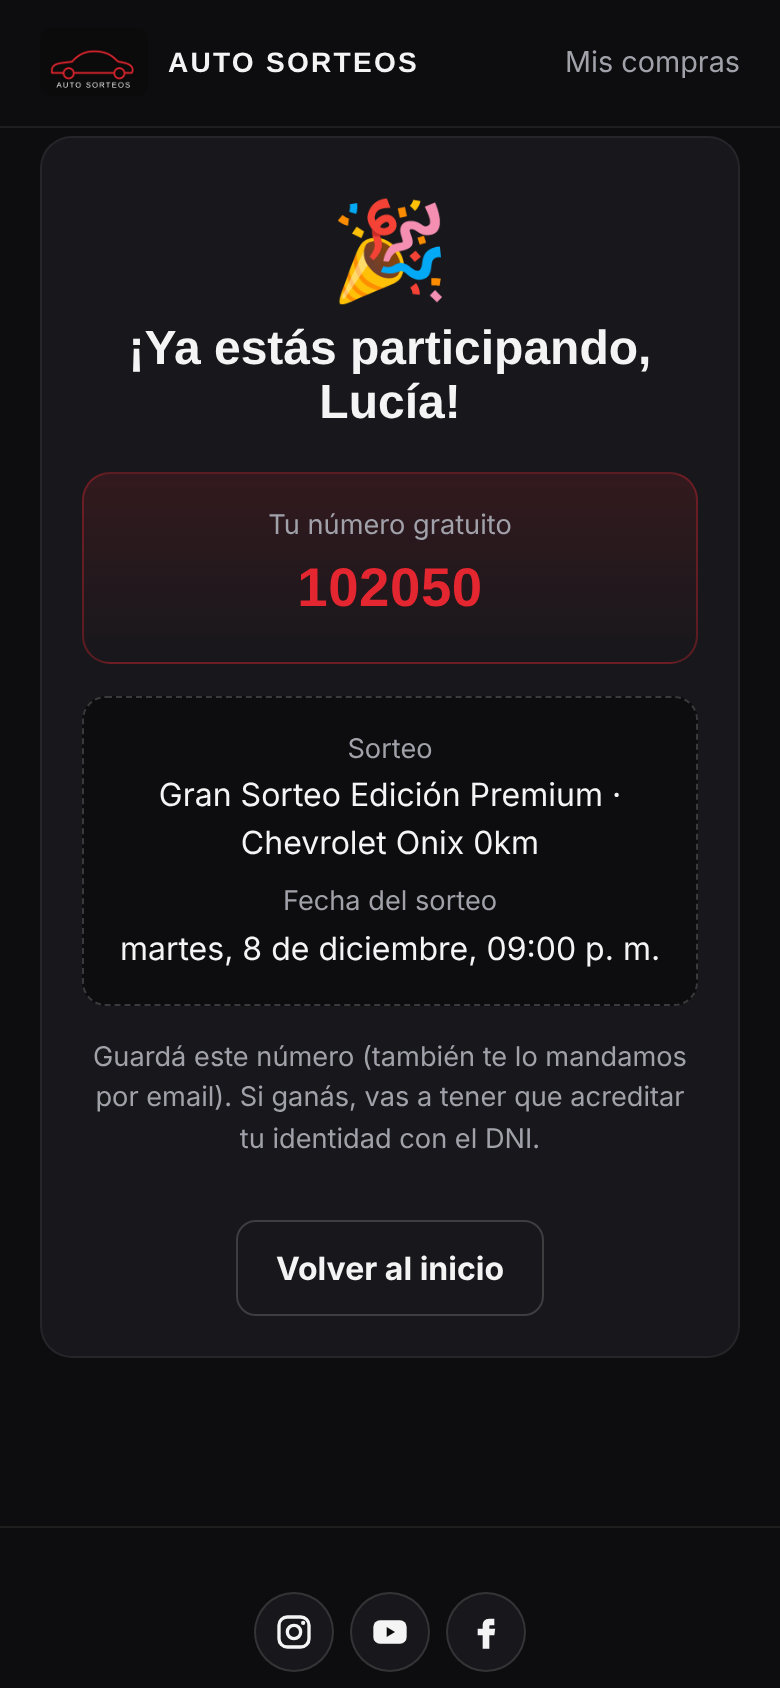 AUTO SORTEOS
AUTO SORTEOS
Mis compras
¡Ya estás participando,
Lucía!
Tu número gratuito
102050
Sorteo
Gran Sorteo Edición Premium ·
Chevrolet Onix 0km
Fecha del sorteo
martes, 8 de diciembre, 09:00 p. m.
Guardá este número (también te lo mandamos
por email). Si ganás, vas a tener que acreditar
tu identidad con el DNI.
Volver al inicio